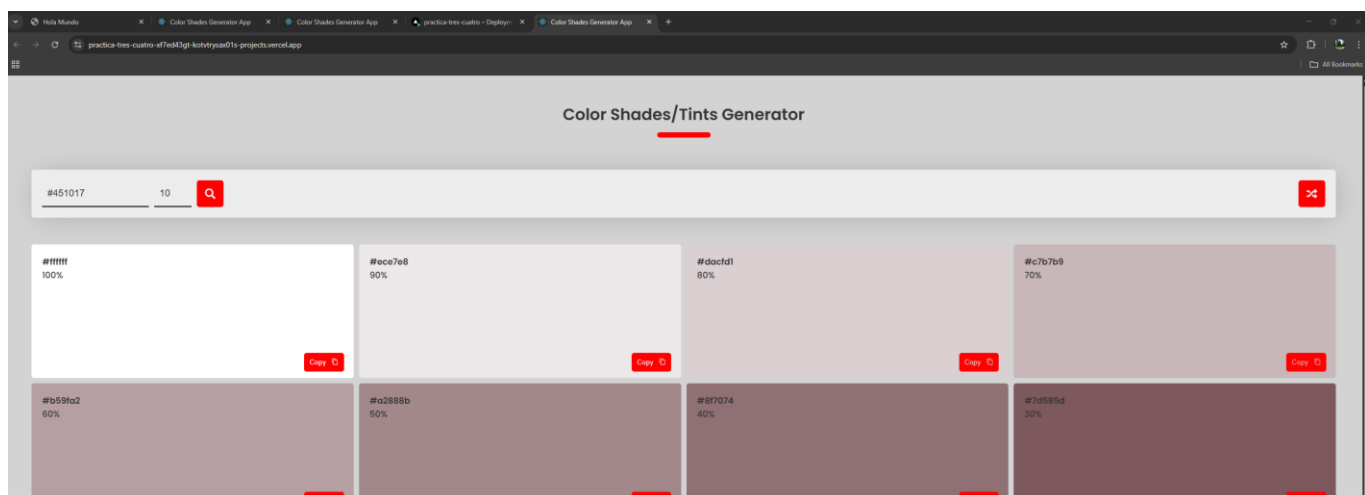 Hola Mundo
Color Shades Generator App
Color Shades Generator App
practica-tres-cuatro – Deploym
Color Shades Generator App
practica-tres-cuatro-xf7ed43gt-kotvtrysax01s-projects.vercel.app
All Bookmarks
Color Shades/Tints Generator
#451017 10
#ffffff
100%
Copy
#ece7e8
90%
Copy
#dacfd1
80%
Copy
#c7b7b9
70%
Copy
#b59fa2
60%
#a2888b
50%
#8f7074
40%
#7d585d
30%